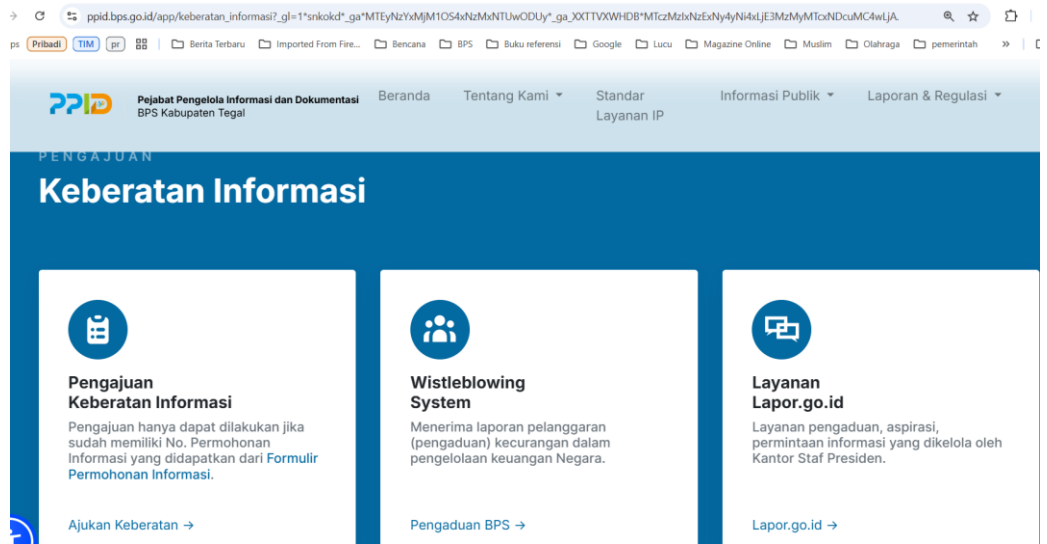 ppid.bps.go.id/app/keberatan_informasi?_gl=1*snkokd*_ga*MTEyNzYxMjM1OS4xNzMxNTUwODUy*_ga_XXTTVXWHDB*MTczMzIxNzExNy4yNi4xLjE3MzMyMTcxNDcuMC4wLjA.
ps Pribadi TIM pr Berita Terbaru Imported From Fire... Bencana BPS Buku referensi Google Lucu Magazine Online Muslim Olahraga pemerintah »
PPID
Pejabat Pengelola Informasi dan Dokumentasi
BPS Kabupaten Tegal
Beranda
Tentang Kami
Standar
Layanan IP
Informasi Publik
Laporan & Regulasi
PENGAJUAN
Keberatan Informasi
Pengajuan
Keberatan Informasi
Pengajuan hanya dapat dilakukan jika
sudah memiliki No. Permohonan
Informasi yang didapatkan dari Formulir
Permohonan Informasi.
Ajukan Keberatan →
Wistleblowing
System
Menerima laporan pelanggaran
(pengaduan) kecurangan dalam
pengelolaan keuangan Negara.
Pengaduan BPS →
Layanan
Lapor.go.id
Layanan pengaduan, aspirasi,
permintaan informasi yang dikelola oleh
Kantor Staf Presiden.
Lapor.go.id →